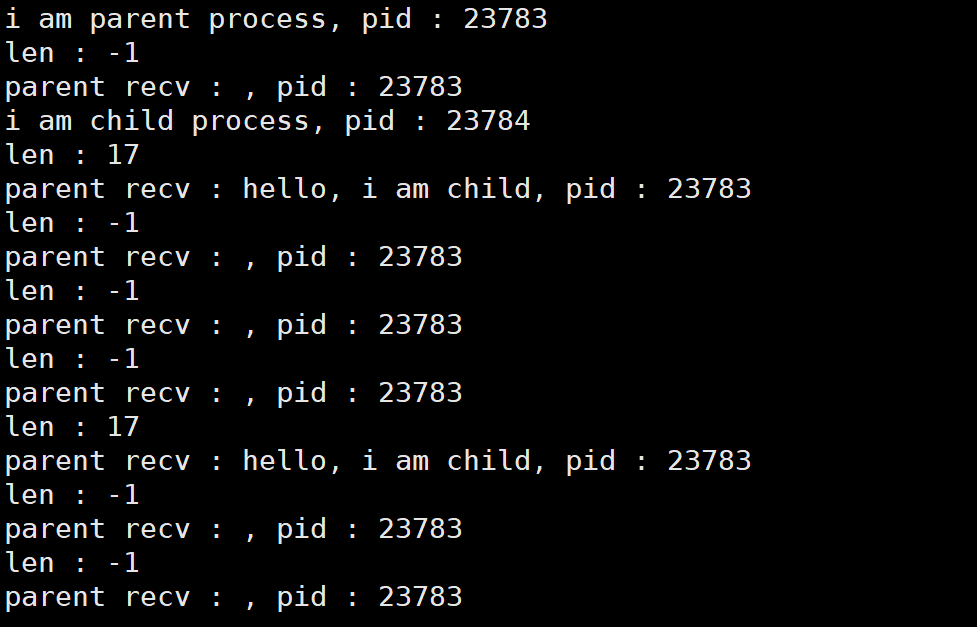 i am parent process, pid : 23783
len : -1
parent recv : , pid : 23783
i am child process, pid : 23784
len : 17
parent recv : hello, i am child, pid : 23783
len : -1
parent recv : , pid : 23783
len : -1
parent recv : , pid : 23783
len : -1
parent recv : , pid : 23783
len : 17
parent recv : hello, i am child, pid : 23783
len : -1
parent recv : , pid : 23783
len : -1
parent recv : , pid : 23783